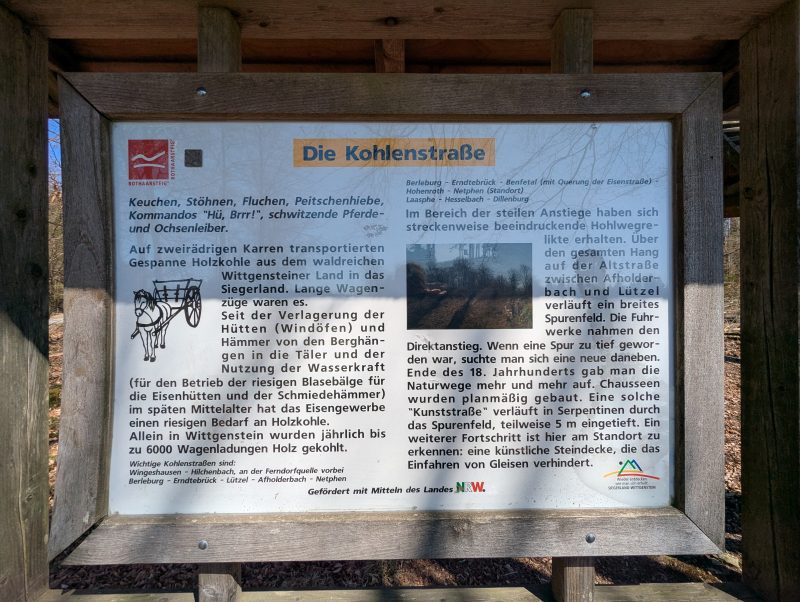 Die Kohlenstraße
ROTHAARSTEIG
ROTHAARSTEIG
Keuchen, Stöhnen, Fluchen, Peitschenhiebe,
Kommandos "Hü, Brrr!", schwitzende Pferde-
und Ochsenleiber.
Auf zweirädrigen Karren transportierten
Gespanne Holzkohle aus dem waldreichen
Wittgensteiner Land in das
Siegerland. Lange Wagen-
züge waren es.
Seit der Verlagerung der
Hütten (Windöfen) und
Hämmer von den Berghän-
gen in die Täler und der
Nutzung der Wasserkraft
(für den Betrieb der riesigen Blasebälge für
die Eisenhütten und der Schmiedehämmer)
im späten Mittelalter hat das Eisengewerbe
einen riesigen Bedarf an Holzkohle.
Allein in Wittgenstein wurden jährlich bis
zu 6000 Wagenladungen Holz gekohlt.
Wichtige Kohlenstraßen sind:
Wingeshausen - Hilchenbach, an der Ferndorfquelle vorbei
Berleburg - Erndtebrück - Lützel - Afholderbach - Netphen
Berleburg - Erndtebrück - Benfetal (mit Querung der Eisenstraße) -
Hohenroth - Netphen (Standort)
Laasphe - Hesselbach - Dillenburg
Im Bereich der steilen Anstiege haben sich
streckenweise beeindruckende Hohlwegre-
likte erhalten. Über
den gesamten Hang
auf der Altstraße
zwischen Afholder-
bach und Lützel
verläuft ein breites
Spurenfeld. Die Fuhr-
werke nahmen den
Direktanstieg. Wenn eine Spur zu tief gewor-
den war, suchte man sich eine neue daneben.
Ende des 18. Jahrhunderts gab man die
Naturwege mehr und mehr auf. Chausseen
wurden planmäßig gebaut. Eine solche
"Kunststraße" verläuft in Serpentinen durch
das Spurenfeld, teilweise 5 m eingetieft. Ein
weiterer Fortschritt ist hier am Standort zu
erkennen: eine künstliche Steindecke, die das
Einfahren von Gleisen verhindert.
Gefördert mit Mitteln des Landes NRW.
SIEGERLAND-WITTGENSTEIN